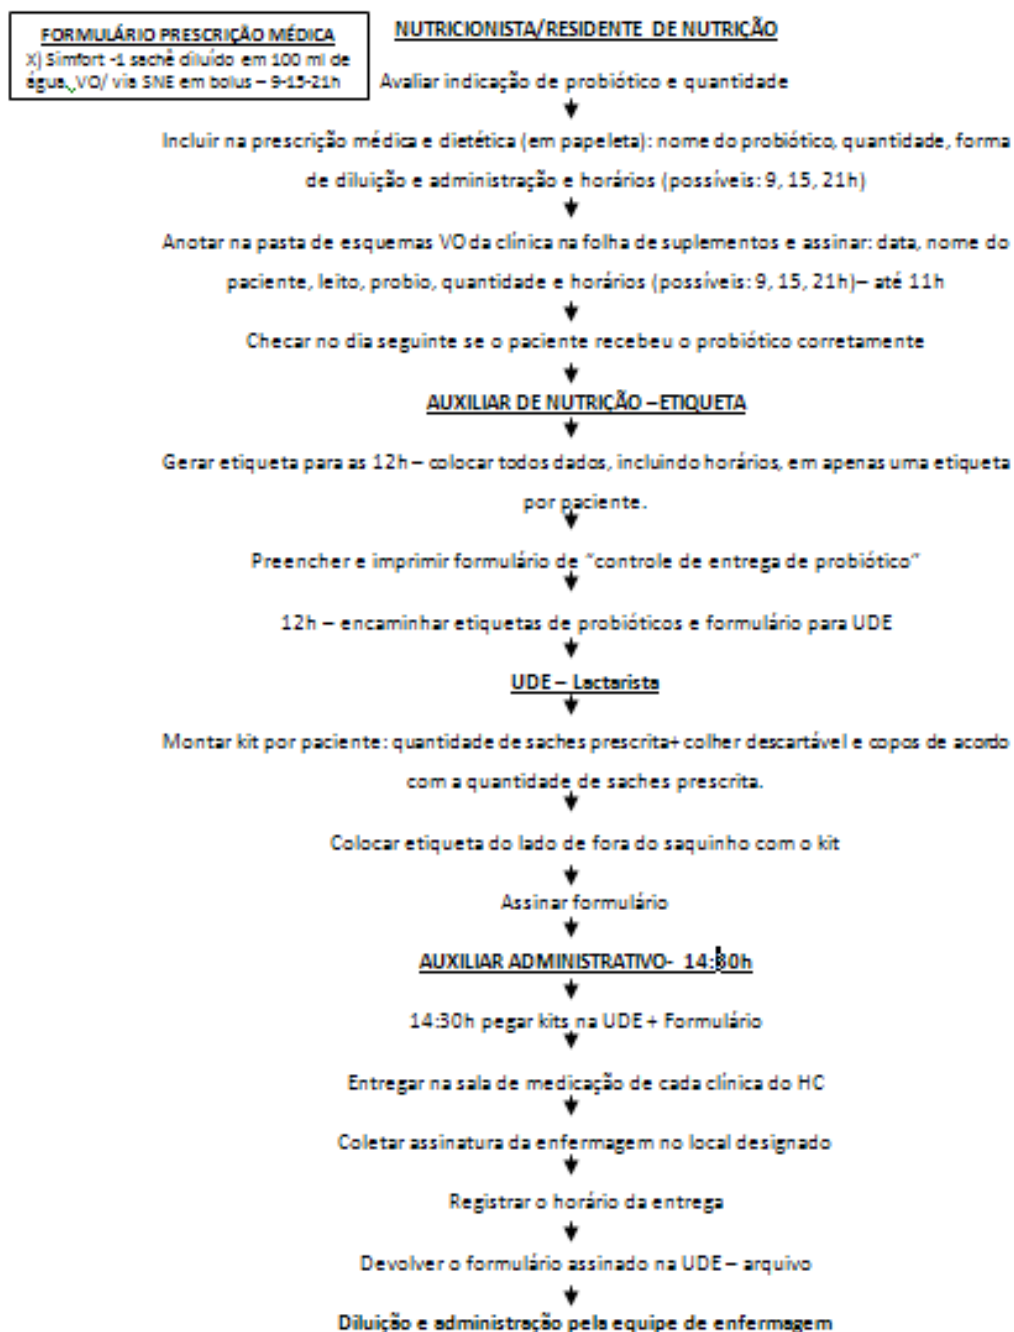 FORMULÁRIO PRESCRIÇÃO MÉDICA
X) Simfort -1 sachê diluído em 100 ml de
água, VO/ via SNE em bolus – 9-15-21h
NUTRICIONISTA/RESIDENTE DE NUTRIÇÃO
Avaliar indicação de probiótico e quantidade
Incluir na prescrição médica e dietética (em papeleta): nome do probiótico, quantidade, forma
de diluição e administração e horários (possíveis: 9, 15, 21h)
Anotar na pasta de esquemas VO da clínica na folha de suplementos e assinar: data, nome do
paciente, leito, probio, quantidade e horários (possíveis: 9, 15, 21h)– até 11h
Checar no dia seguinte se o paciente recebeu o probiótico corretamente
AUXILIAR DE NUTRIÇÃO –ETIQUETA
Gerar etiqueta para as 12h – colocar todos dados, incluindo horários, em apenas uma etiqueta
por paciente.
Preencher e imprimir formulário de “controle de entrega de probiótico”
12h – encaminhar etiquetas de probióticos e formulário para UDE
UDE – Lactarista
Montar kit por paciente: quantidade de saches prescrita+ colher descartável e copos de acordo
com a quantidade de saches prescrita.
Colocar etiqueta do lado de fora do saquinho com o kit
Assinar formulário
AUXILIAR ADMINISTRATIVO- 14:30h
14:30h pegar kits na UDE + Formulário
Entregar na sala de medicação de cada clínica do HC
Coletar assinatura da enfermagem no local designado
Registrar o horário da entrega
Devolver o formulário assinado na UDE – arquivo
Diluição e administração pela equipe de enfermagem